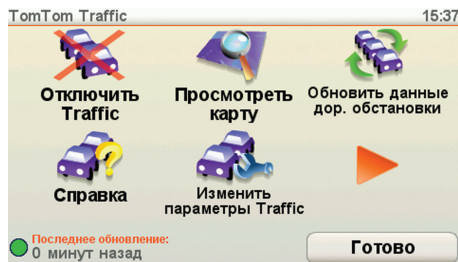 TomTom Traffic 15:37
Отключить
Traffic
Просмотреть
карту
Обновить данные
дор. обстановки
Справка
Изменить
параметры Traffic
Последнее обновление:
0 минут назад
Готово